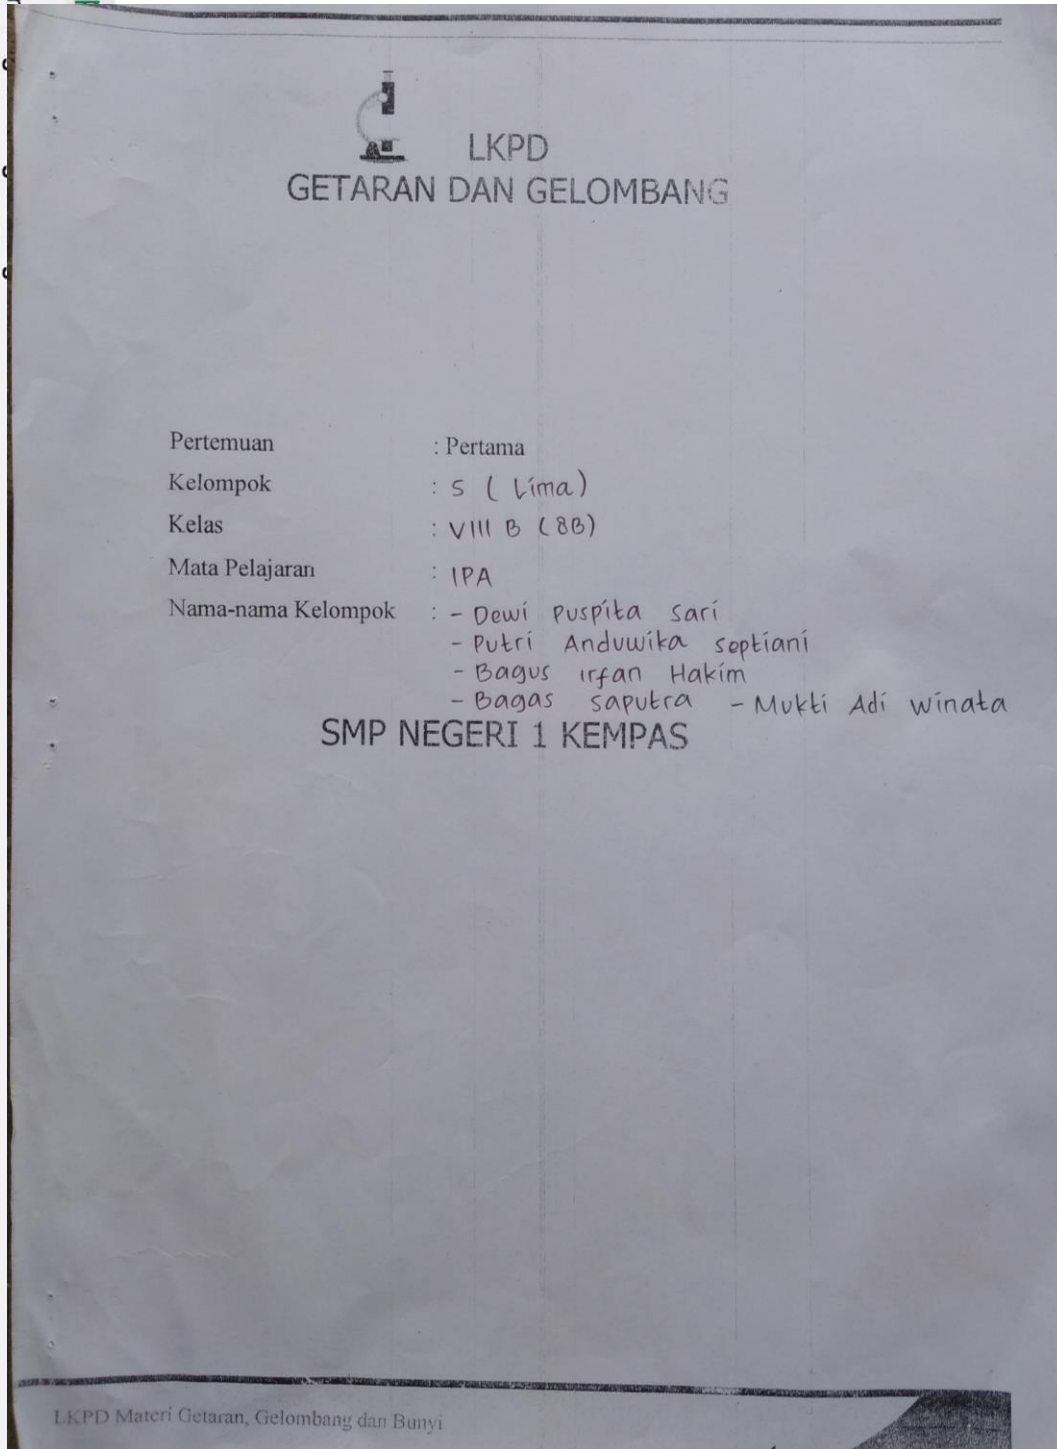 LKPD
GETARAN DAN GELOMBANG
Pertemuan : Pertama
Kelompok : 5 ( Lima)
Kelas : VIII B (8B)
Mata Pelajaran : IPA
Nama-nama Kelompok : - Dewi Puspita Sari
- Putri Anduwika septiani
- Bagus irfan Hakim
- Bagas saputra - Mukti Adi winata
SMP NEGERI 1 KEMPAS
LKPD Materi Getaran, Gelombang dan Bunyi